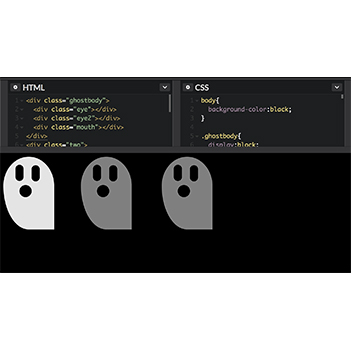 HTML
1 <div class="ghostbody">
2 <div class="eye"></div>
3 <div class="eye2"></div>
4 <div class="mouth"></div>
5 </div>
6 <div class="two">
CSS
1 body{
2 background-color:black;
3 }
4
5 .ghostbody{
6 display:block;